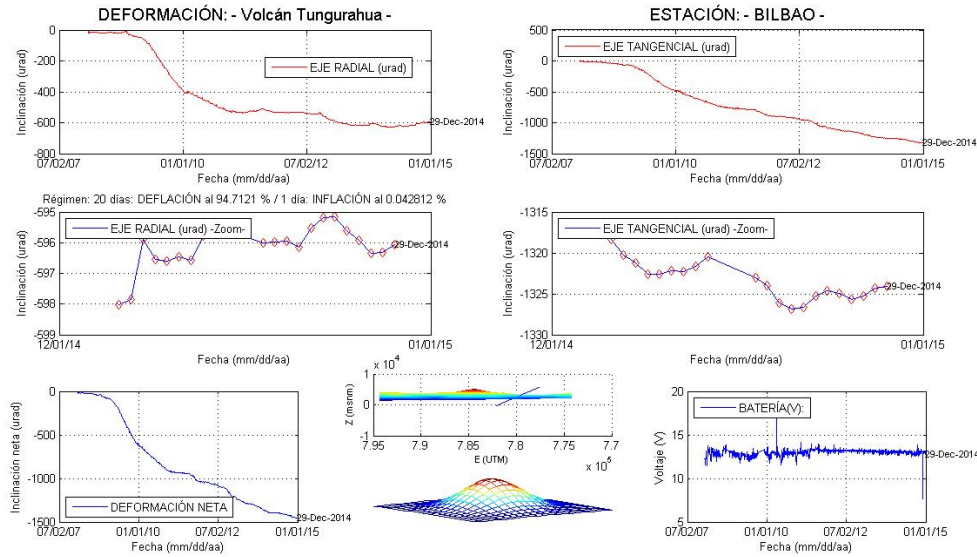 DEFORMACIÓN: - Volcán Tungurahua -
ESTACIÓN: - BILBAO -
Inclinación (urad)
0
-200
-400
-600
-800
EJE RADIAL (urad)
29-Dec-2014
07/02/07
01/01/10
07/02/12
01/01/15
Fecha (mm/dd/aa)
Inclinación (urad)
500
0
-500
-1000
-1500
EJE TANGENCIAL (urad)
29-Dec-2014
07/02/07
01/01/10
07/02/12
01/01/15
Fecha (mm/dd/aa)
Régimen: 20 días: DEFLACIÓN al 94.7121 % / 1 día: INFLACIÓN al 0.042812 %
Inclinación (urad)
-595
-596
-597
-598
-599
EJE RADIAL (urad) -Zoom-
29-Dec-2014
12/01/14
01/01/15
Fecha (mm/dd/aa)
Inclinación (urad)
-1315
-1320
-1325
-1330
EJE TANGENCIAL (urad) -Zoom-
29-Dec-2014
12/01/14
01/01/15
Fecha (mm/dd/aa)
Inclinación neta (urad)
0
-500
-1000
-1500
DEFORMACIÓN NETA
29-Dec-2014
07/02/07
01/01/10
07/02/12
01/01/15
Fecha (mm/dd/aa)
x 10^4
Z (msnm)
1
0
-1
7.95
7.9
7.85
7.8
7.75
7.7
E (UTM)
x 10^5
Voltaje (V)
20
15
10
5
BATERÍA(V):
29-Dec-2014
07/02/07
01/01/10
07/02/12
01/01/15
Fecha (mm/dd/aa)